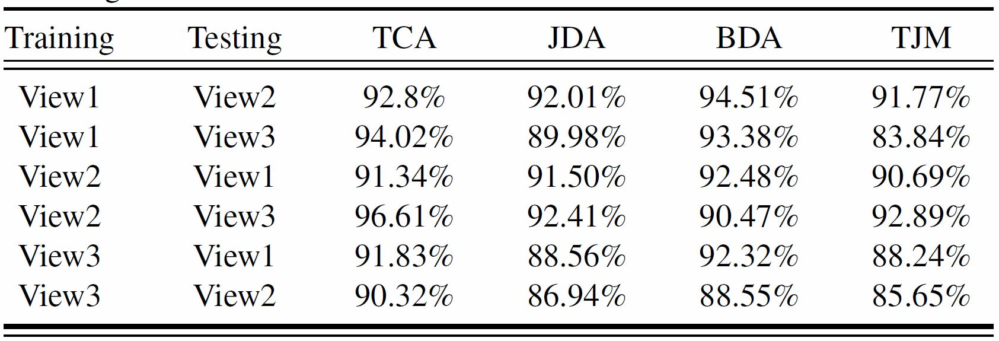 Training Testing TCA JDA BDA TJM
View1 View2 92.8% 92.01% 94.51% 91.77%
View1 View3 94.02% 89.98% 93.38% 83.84%
View2 View1 91.34% 91.50% 92.48% 90.69%
View2 View3 96.61% 92.41% 90.47% 92.89%
View3 View1 91.83% 88.56% 92.32% 88.24%
View3 View2 90.32% 86.94% 88.55% 85.65%